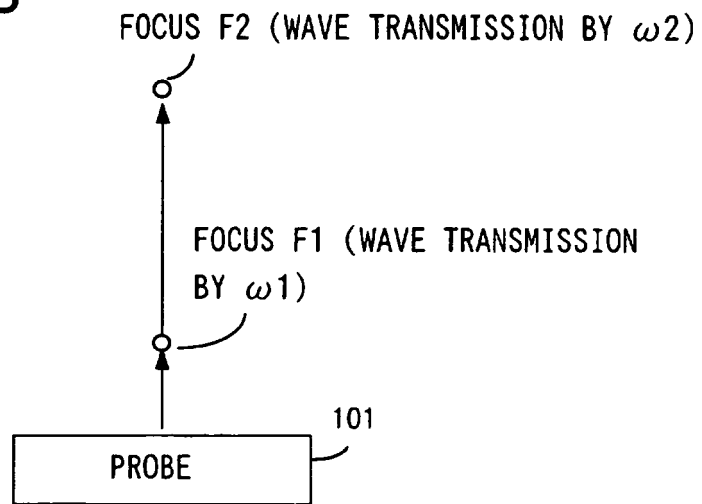 FOCUS F2 (WAVE TRANSMISSION BY ω2)
FOCUS F1 (WAVE TRANSMISSION
BY ω1)
101
PROBE